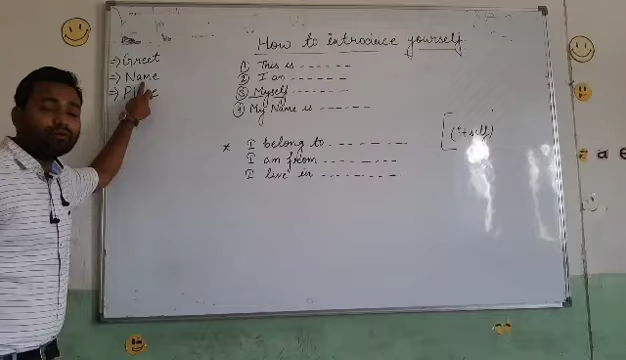 How to introduce yourself
=> Greet
=> Name
=> Place
① This is ------
② I am ------
③ Myself ------
④ My Name is ------
* I belong to ------
I am from ------
I live in ------
(itself)
a e